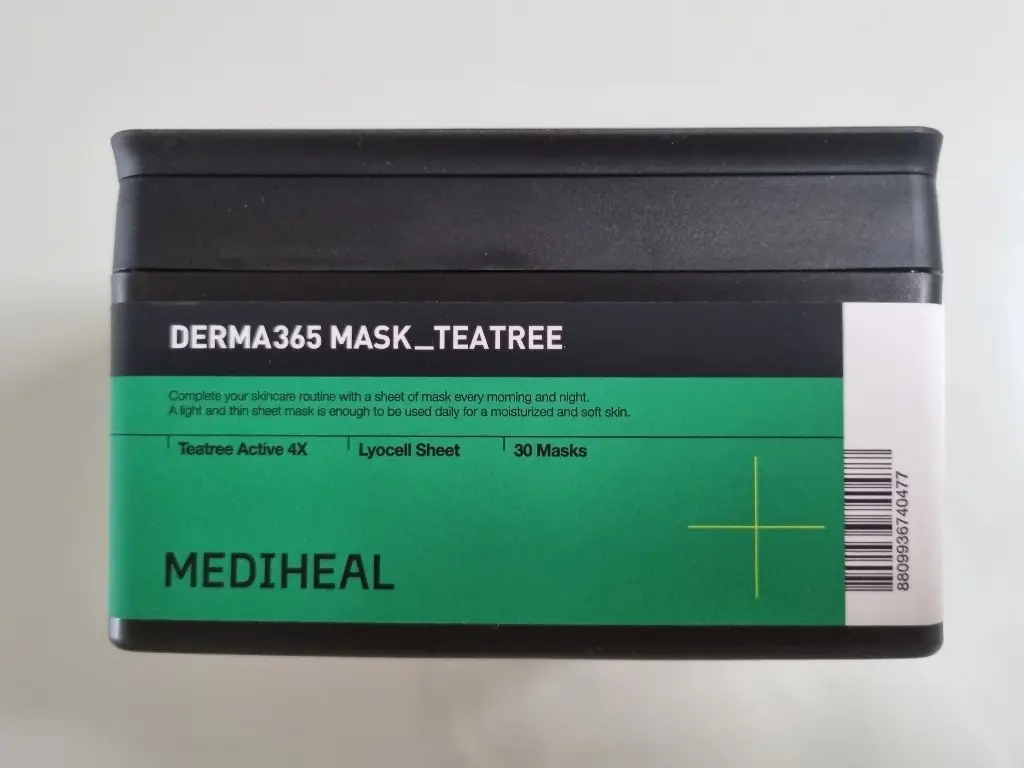 DERMA365 MASK_TEATREE
Complete your skincare routine with a sheet of mask every morning and night.
A light and thin sheet mask is enough to be used daily for a moisturized and soft skin.
Teatree Active 4X
Lyocell Sheet
30 Masks
MEDIHEAL
8809936740477